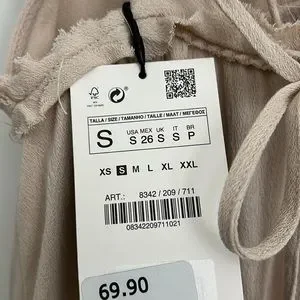 FSC
TALLA / SIZE / TAMANHO / TAILLE / MAAT / ΜΕΓΕΘΟΣ
S
USA MEX UK IT BR
S 26 S S P
XS S M L XL XXL
ART.: 8342 / 209 / 711
08342209711021
69.90